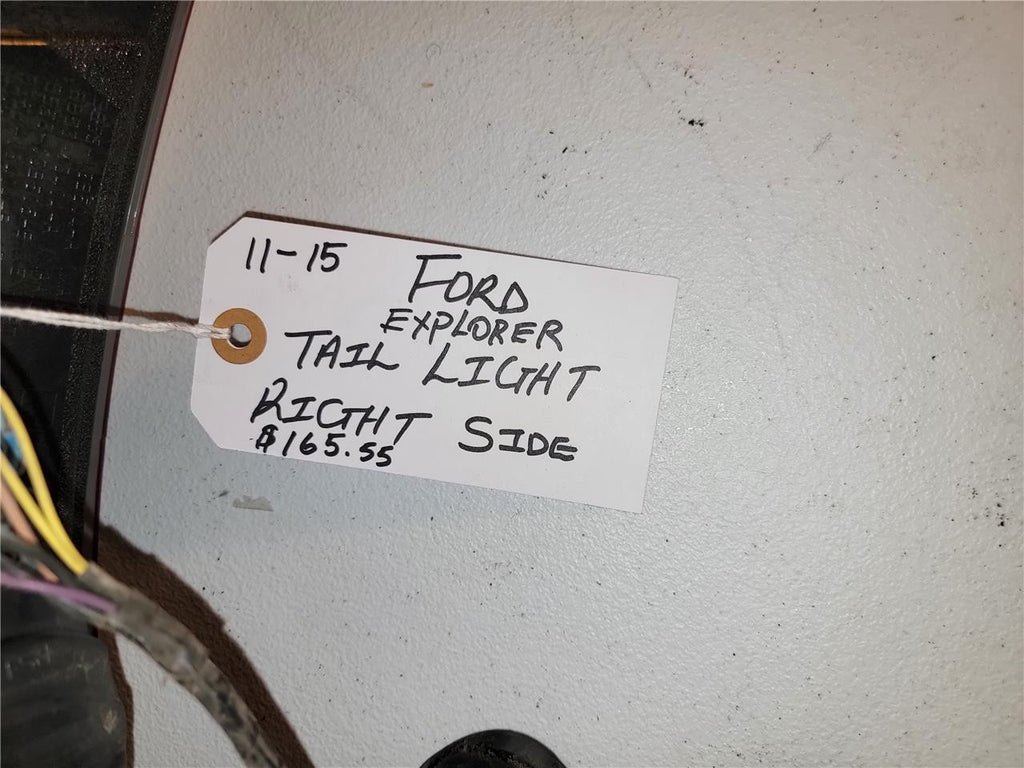 11-15
FORD
EXPLORER
TAIL LIGHT
RIGHT SIDE
$165.55